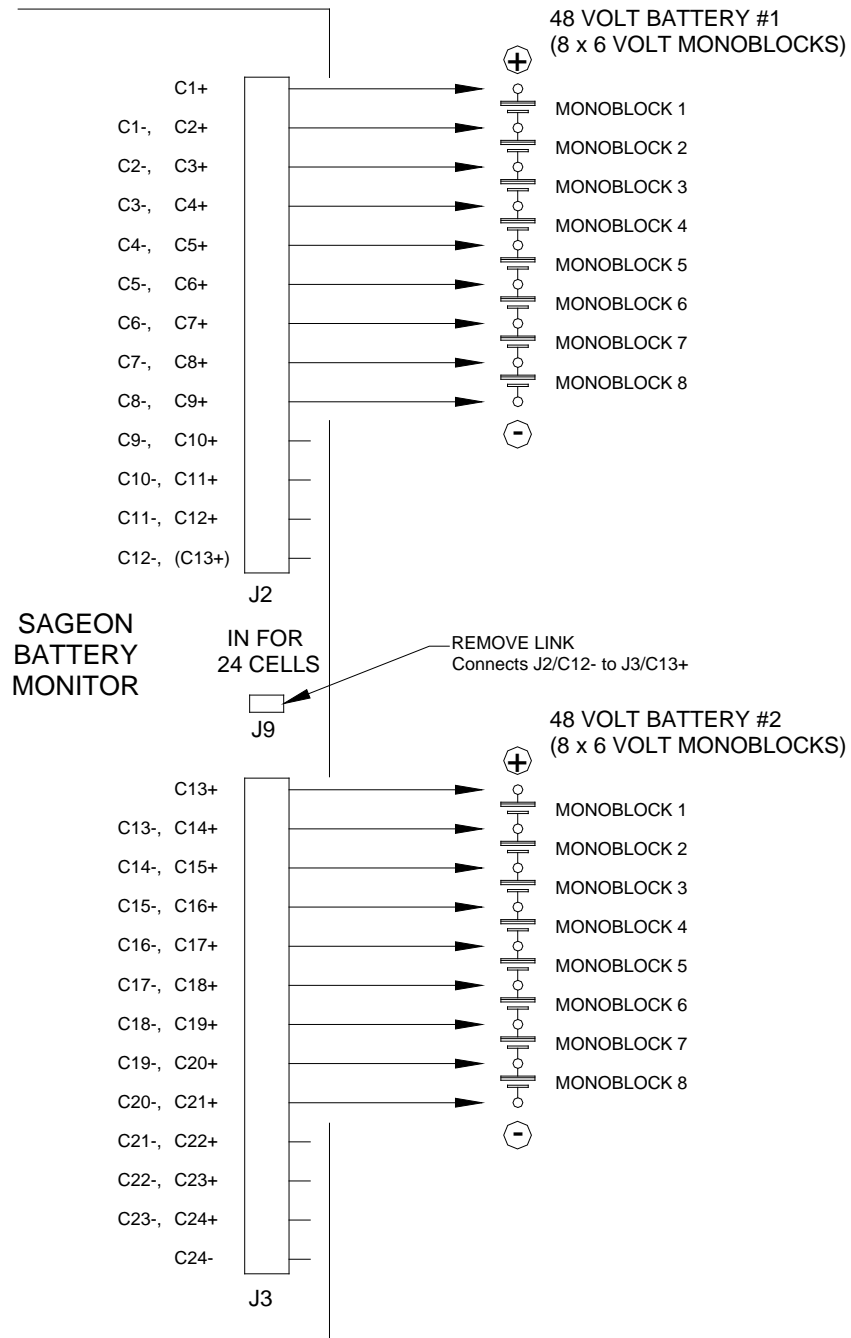 48 VOLT BATTERY #1
(8 x 6 VOLT MONOBLOCKS)
+
C1+
MONOBLOCK 1
C1-, C2+
MONOBLOCK 2
C2-, C3+
MONOBLOCK 3
C3-, C4+
MONOBLOCK 4
C4-, C5+
MONOBLOCK 5
C5-, C6+
MONOBLOCK 6
C6-, C7+
MONOBLOCK 7
C7-, C8+
MONOBLOCK 8
C8-, C9+
-
C9-, C10+
C10-, C11+
C11-, C12+
C12-, (C13+)
J2
SAGEON
BATTERY
MONITOR
IN FOR
24 CELLS
J9
REMOVE LINK
Connects J2/C12- to J3/C13+
48 VOLT BATTERY #2
(8 x 6 VOLT MONOBLOCKS)
+
C13+
MONOBLOCK 1
C13-, C14+
MONOBLOCK 2
C14-, C15+
MONOBLOCK 3
C15-, C16+
MONOBLOCK 4
C16-, C17+
MONOBLOCK 5
C17-, C18+
MONOBLOCK 6
C18-, C19+
MONOBLOCK 7
C19-, C20+
MONOBLOCK 8
C20-, C21+
-
C21-, C22+
C22-, C23+
C23-, C24+
C24-
J3